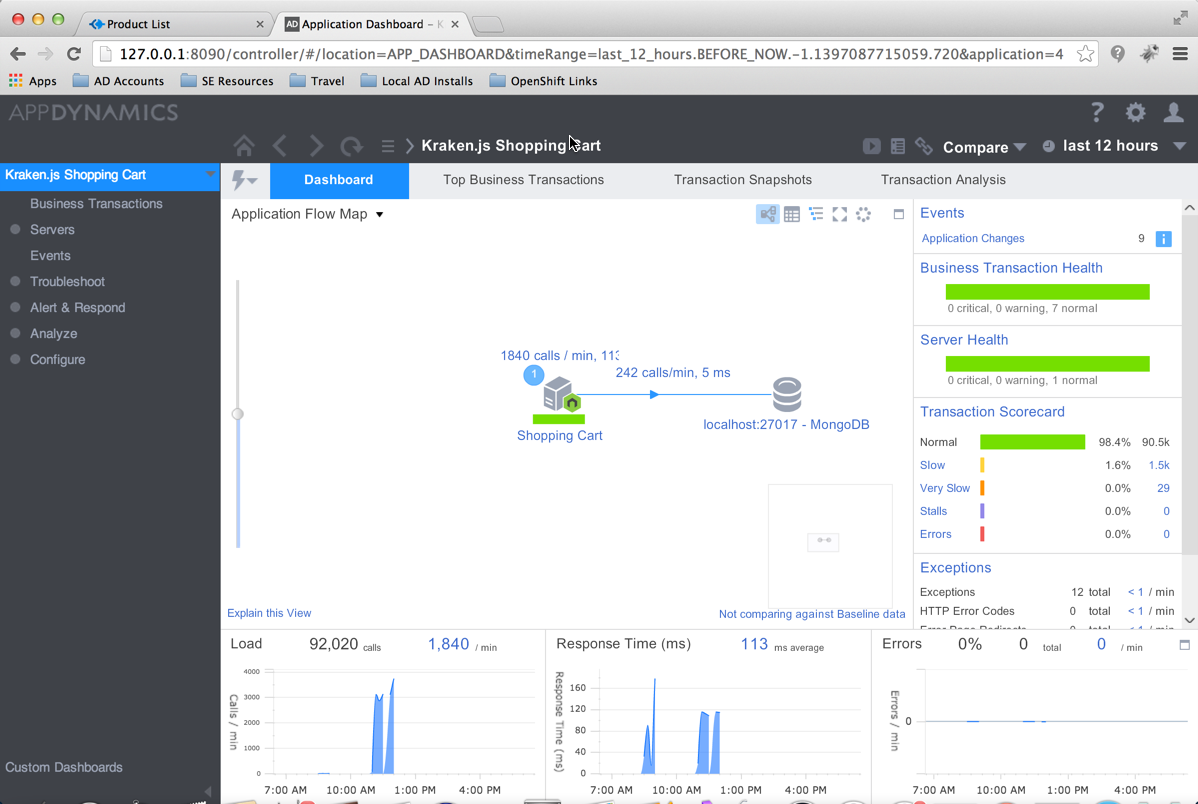 Product List
AD Application Dashboard – K
127.0.0.1:8090/controller/#/location=APP_DASHBOARD&timeRange=last_12_hours.BEFORE_NOW.-1.1397087715059.720&application=4
Apps AD Accounts SE Resources Travel Local AD Installs OpenShift Links
APPDYNAMICS
Kraken.js Shopping Cart
Compare last 12 hours
Kraken.js Shopping Cart
Business Transactions
Servers
Events
Troubleshoot
Alert & Respond
Analyze
Configure
Custom Dashboards
Dashboard Top Business Transactions Transaction Snapshots Transaction Analysis
Application Flow Map
1840 calls / min, 113
1
242 calls/min, 5 ms
Shopping Cart
localhost:27017 - MongoDB
Explain this View
Not comparing against Baseline data
Events
Application Changes 9 i
Business Transaction Health
0 critical, 0 warning, 7 normal
Server Health
0 critical, 0 warning, 1 normal
Transaction Scorecard
Normal 98.4% 90.5k
Slow 1.6% 1.5k
Very Slow 0.0% 29
Stalls 0.0% 0
Errors 0.0% 0
Exceptions
Exceptions 12 total < 1 / min
HTTP Error Codes 0 total < 1 / min
Load 92,020 calls 1,840 / min
Calls / min
4000
3000
2000
1000
0
7:00 AM 10:00 AM 1:00 PM 4:00 PM
Response Time (ms) 113 ms average
Response Time (ms)
160
120
80
40
0
7:00 AM 10:00 AM 1:00 PM 4:00 PM
Errors 0% 0 total 0 / min
Errors / min
0
7:00 AM 10:00 AM 1:00 PM 4:00 PM